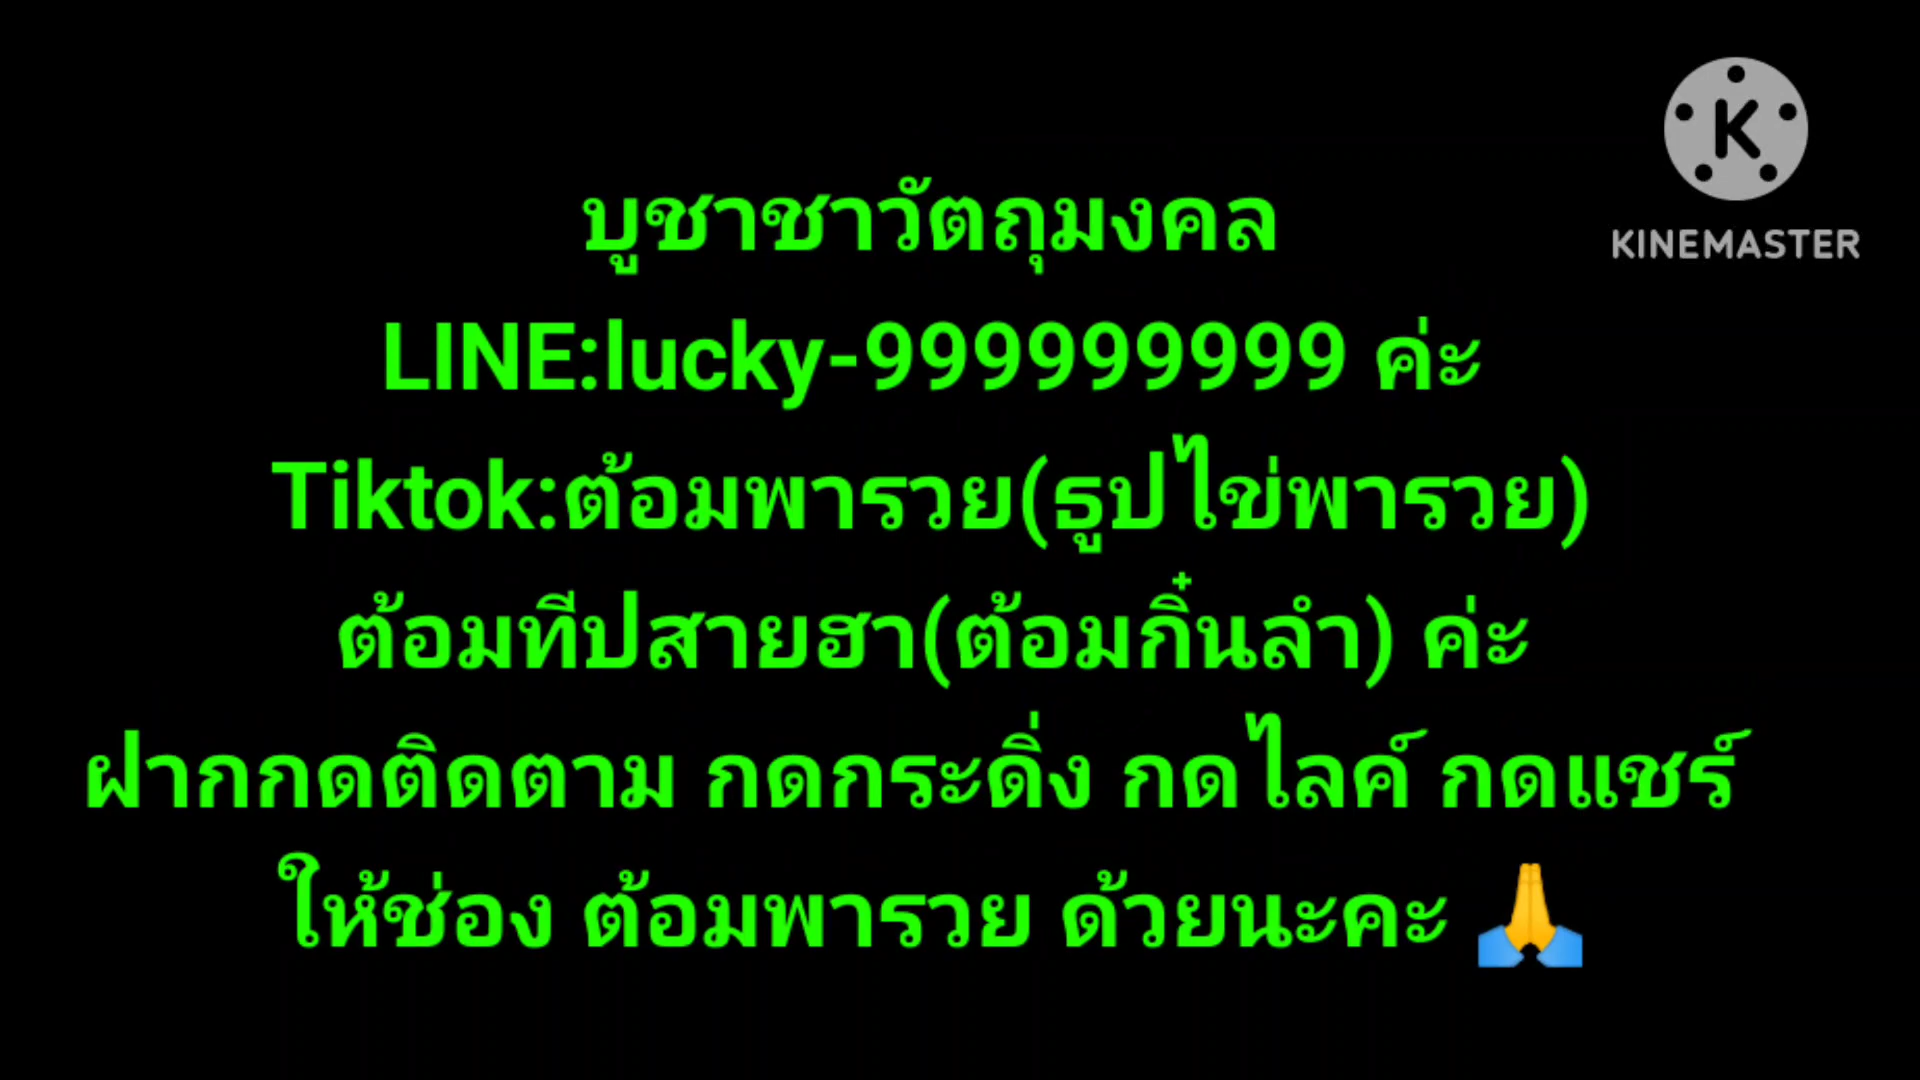 KINEMASTER
บูชาชาวัตถุมงคล
LINE:lucky-999999999 ค่ะ
Tiktok:ต้อมพารวย(ธูปไข่พารวย)
ต้อมทีปสายฮา(ต้อมกิ๋นลำ) ค่ะ
ฝากกดติดตาม กดกระดิ่ง กดไลค์ กดแชร์
ให้ช่อง ต้อมพารวย ด้วยนะคะ 🙏